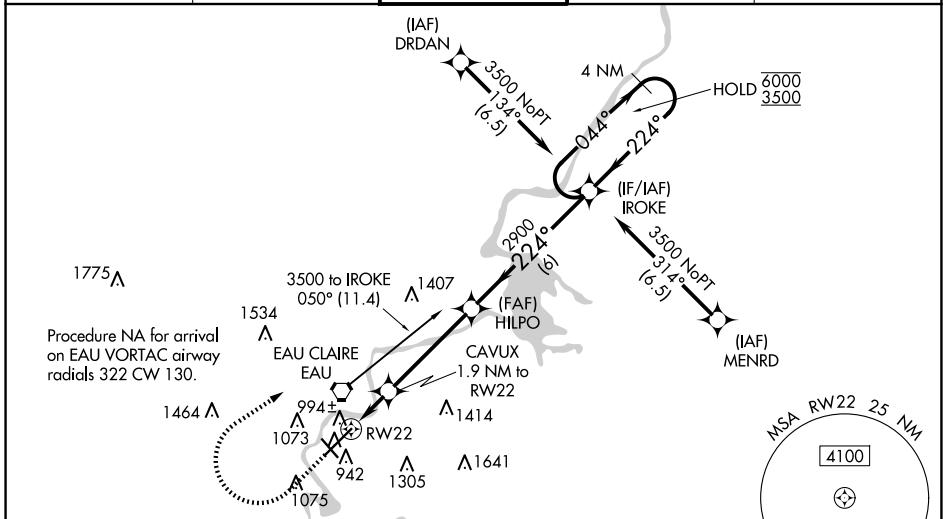 (IAF)
DRDAN
3500 NoPT
134°
(6.5)
4 NM
HOLD 6000
3500
044°
224°
(IF/IAF)
IROKE
2900
224°
(6)
3500 NoPT
314°
(6.5)
(IAF)
MENRD
1775
3500 to IROKE
050° (11.4)
1407
(FAF)
HILPO
1534
Procedure NA for arrival
on EAU VORTAC airway
radials 322 CW 130.
EAU CLAIRE
EAU
CAVUX
1.9 NM to
RW22
1464
994±
1073
RW22
1414
942
1305
1641
1075
MSA RW22 25 NM
4100